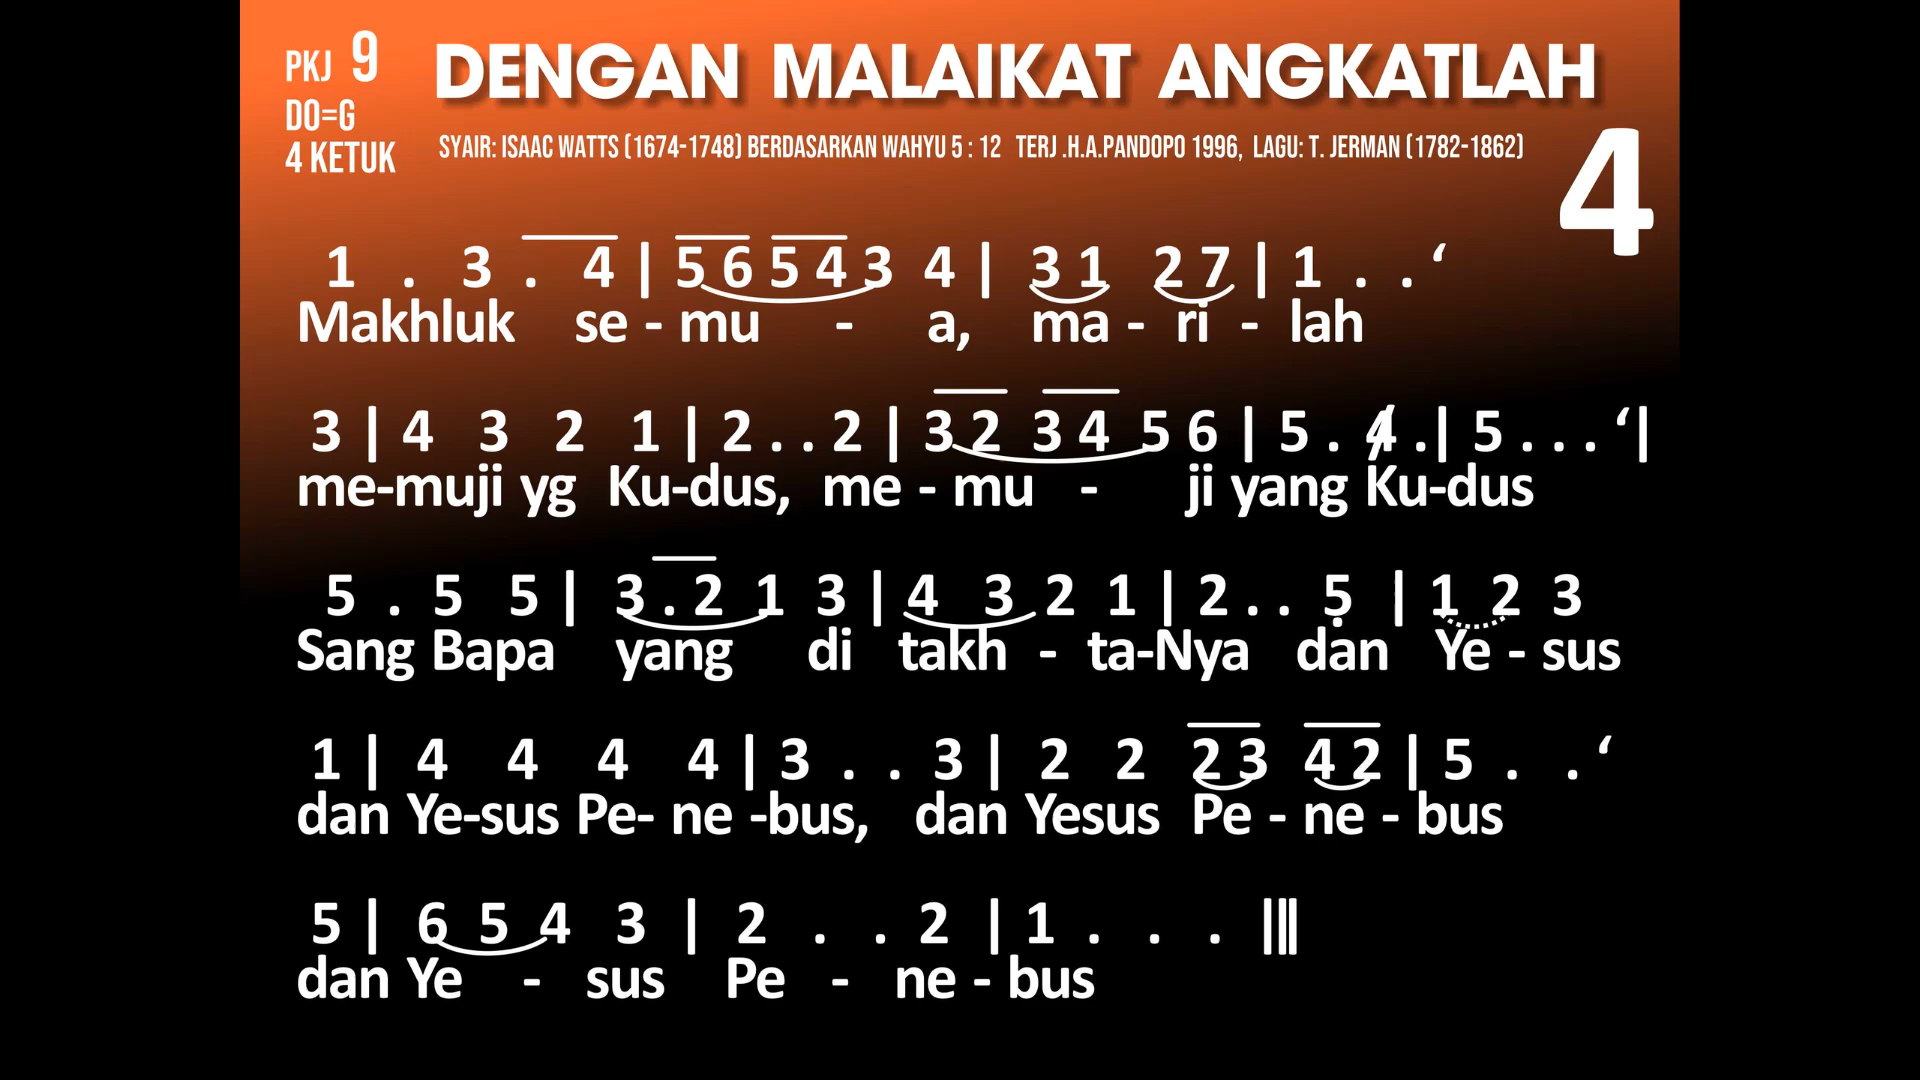 PKJ 9
DO=G
4 KETUK
DENGAN MALAIKAT ANGKATLAH
SYAIR: ISAAC WATTS (1674-1748) BERDASARKAN WAHYU 5 : 12 TERJ .H.A.PANDOPO 1996, LAGU: T. JERMAN (1782-1862)
4
1 . 3 . 4 | 5 6 5 4 3 4 | 3 1 2 7 | 1 . . ‘
Makhluk se - mu - a, ma - ri - lah
3 | 4 3 2 1 | 2 . . 2 | 3 2 3 4 5 6 | 5 . 4̸ . | 5 . . . ‘|
me-muji yg Ku-dus, me - mu - ji yang Ku-dus
5 . 5 5 | 3 . 2 1 3 | 4 3 2 1 | 2 . . 5̣ | 1 2 3
Sang Bapa yang di takh - ta-Nya dan Ye - sus
1 | 4 4 4 4 | 3 . . 3 | 2 2 2 3 4 2 | 5 . . ‘
dan Ye-sus Pe- ne -bus, dan Yesus Pe - ne - bus
5 | 6 5 4 3 | 2 . . 2 | 1 . . . |||
dan Ye - sus Pe - ne - bus